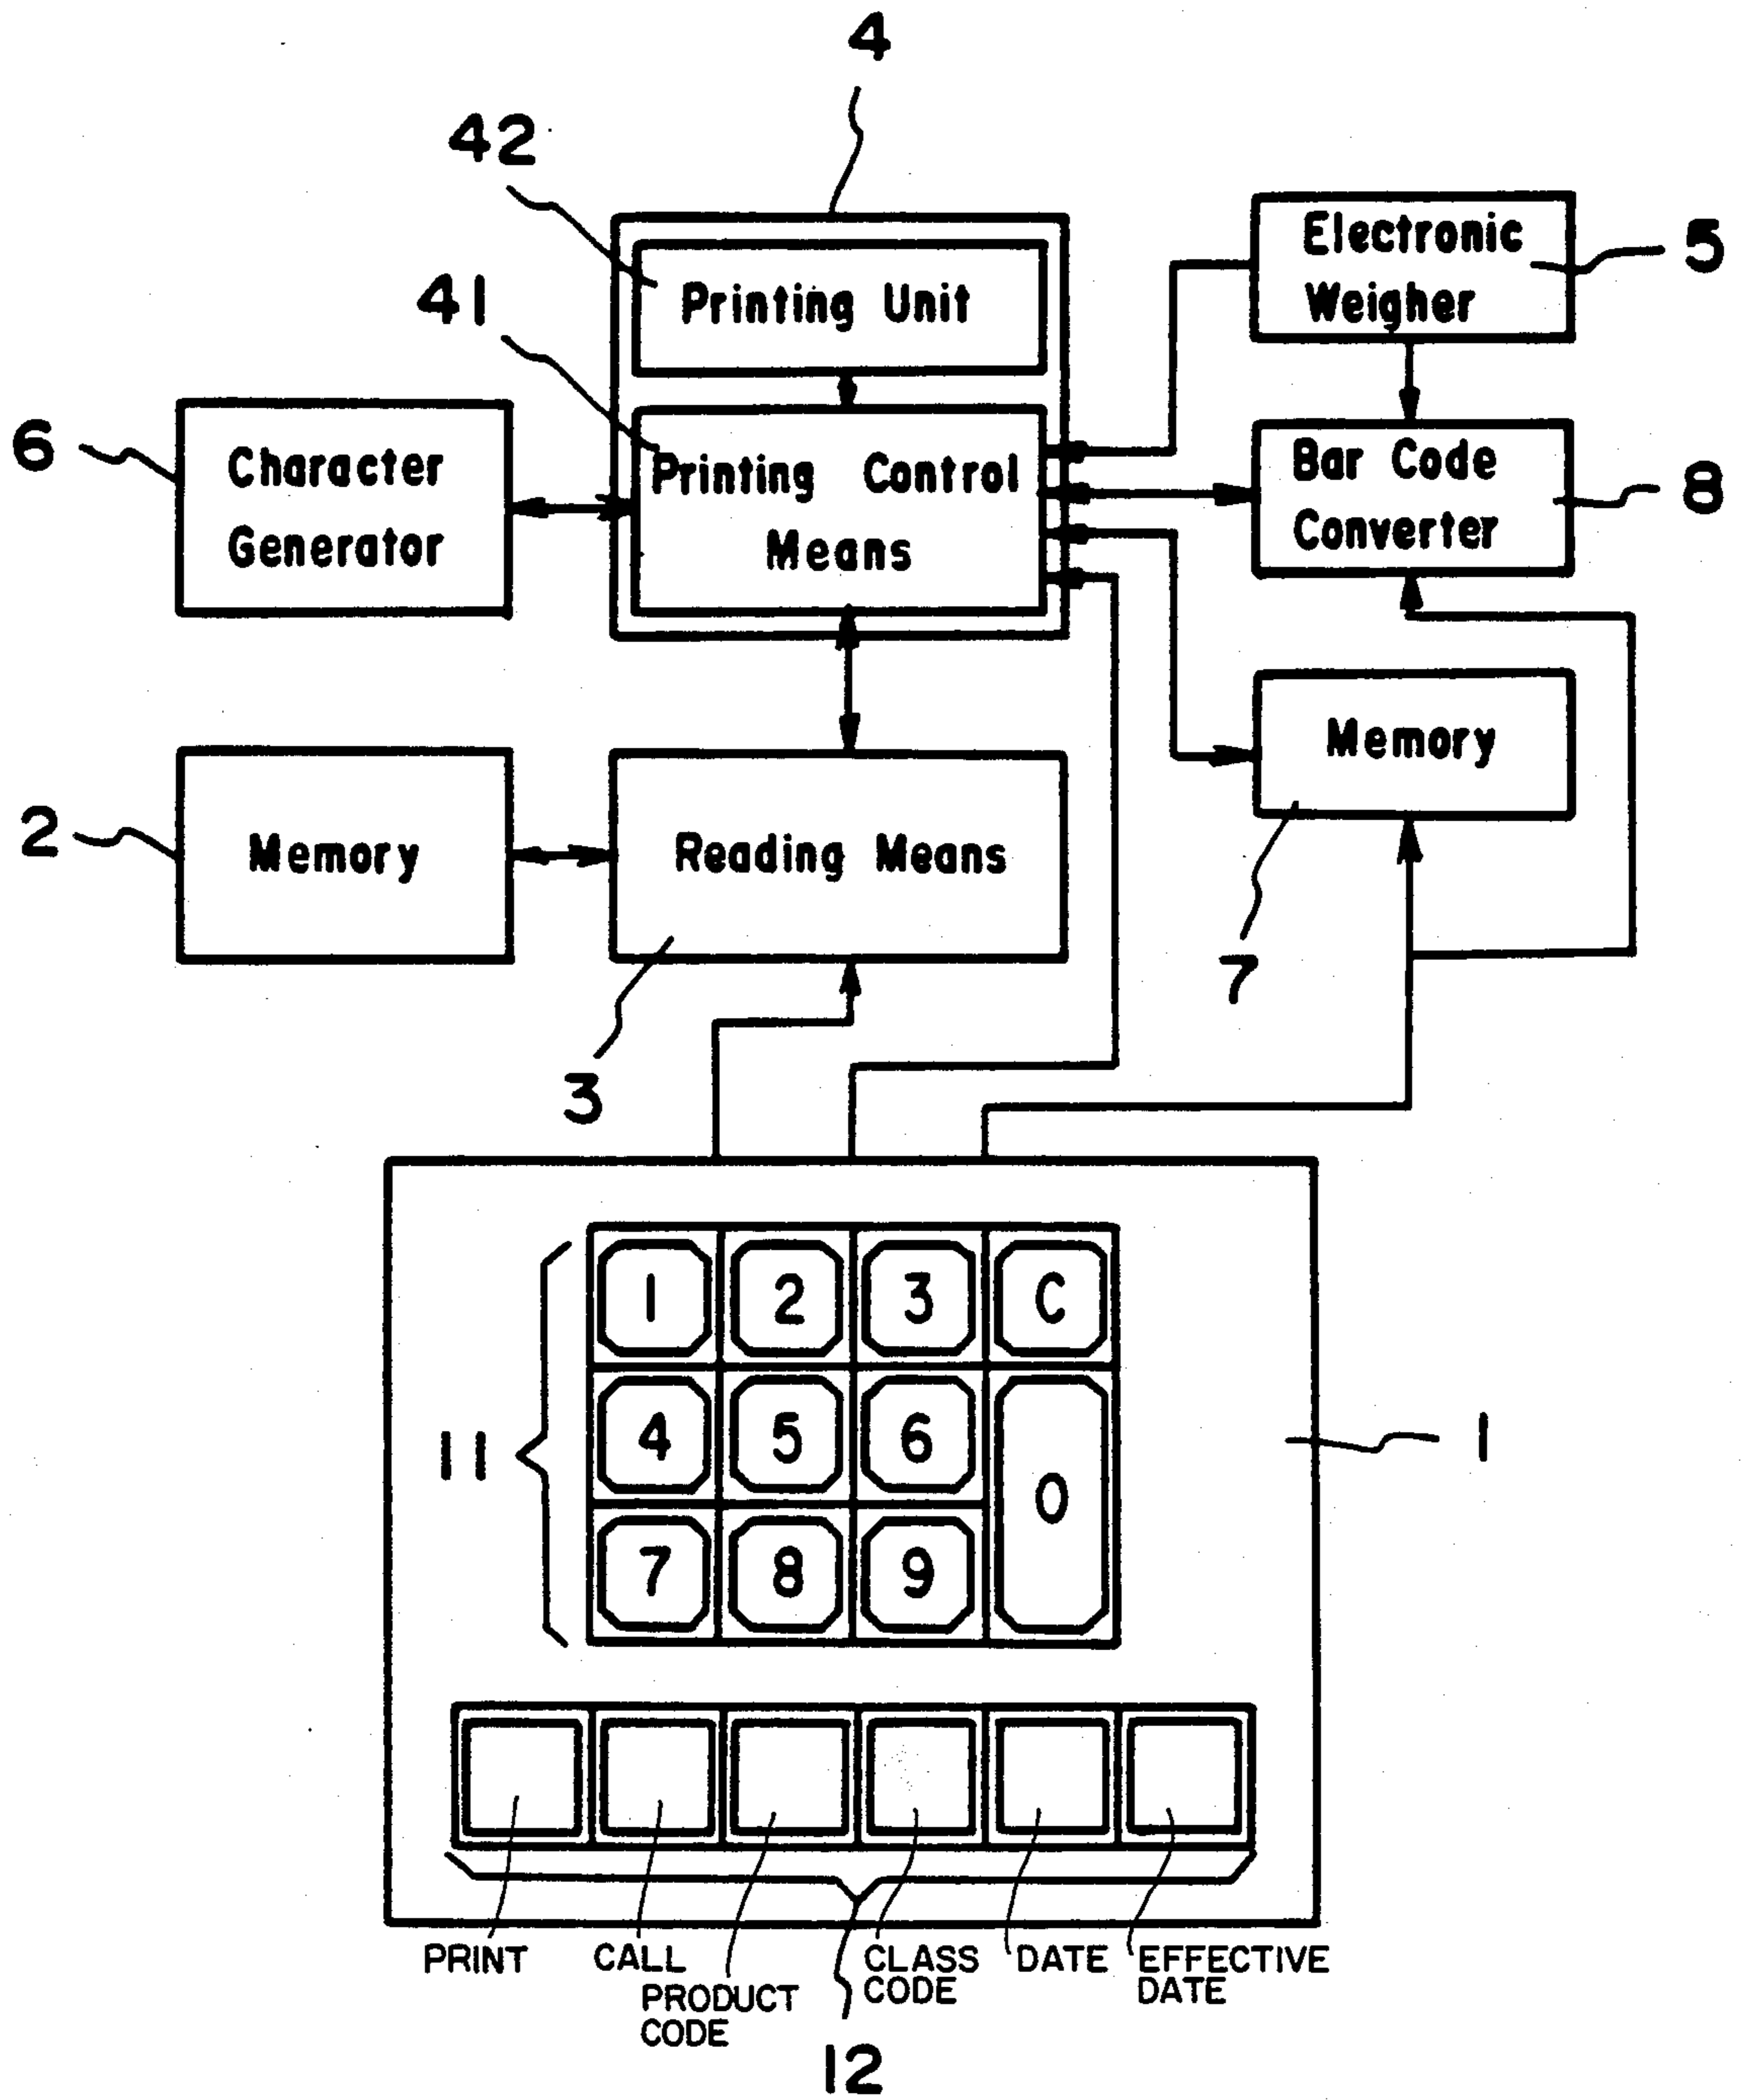 4
42
Electronic
Weigher
5
41
Printing Unit
6
Character
Generator
Printing Control
Means
Bar Code
Converter
8
Memory
2
Memory
Reading Means
7
3
1 2 3 C
11
4 5 6
0
1
7 8 9
PRINT
CALL
PRODUCT
CODE
CLASS
CODE
DATE
EFFECTIVE
DATE
12